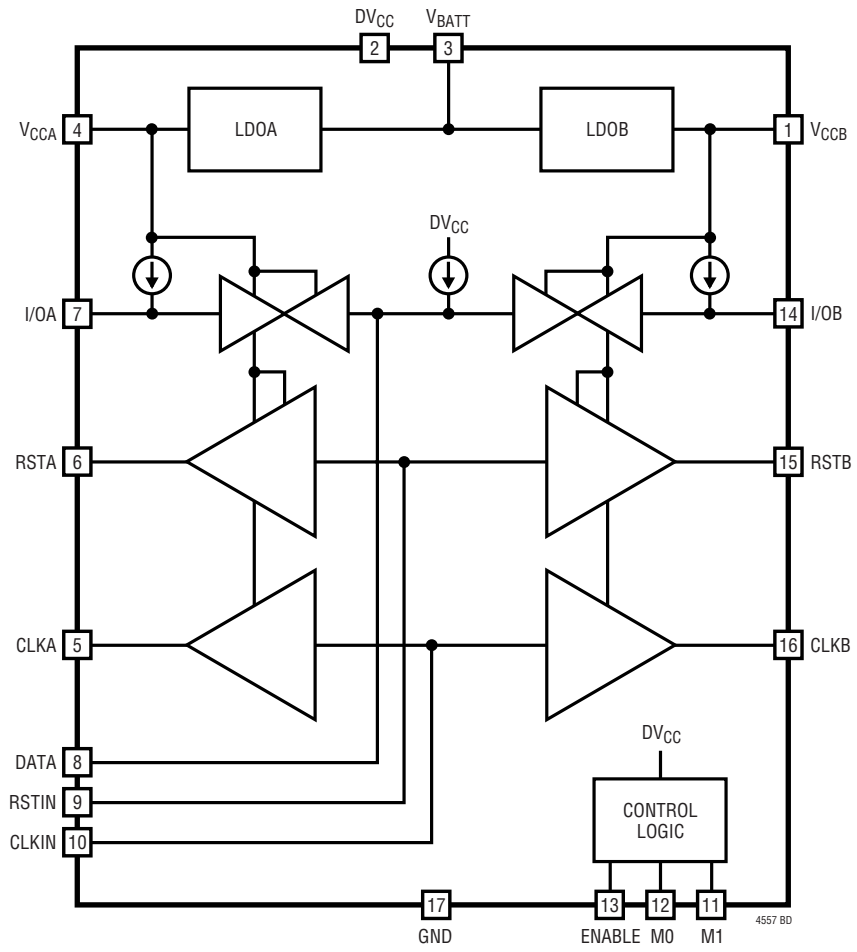 DVCC VBATT
2 3
VCCA 4 LDOA LDOB 1 VCCB
DVCC
I/OA 7 14 I/OB
RSTA 6 15 RSTB
CLKA 5 16 CLKB
DVCC
DATA 8
RSTIN 9
CONTROL
LOGIC
CLKIN 10
17 13 12 11
4557 BD
GND ENABLE M0 M1